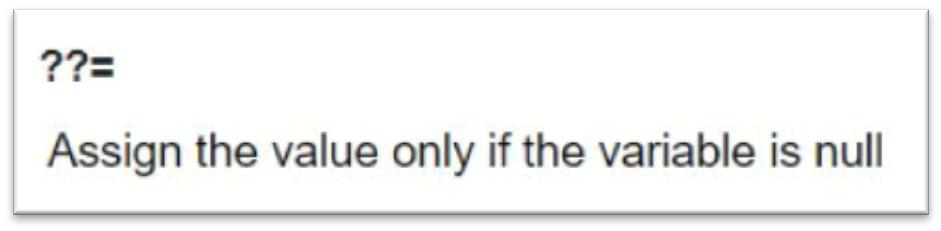 ??=
Assign the value only if the variable is null